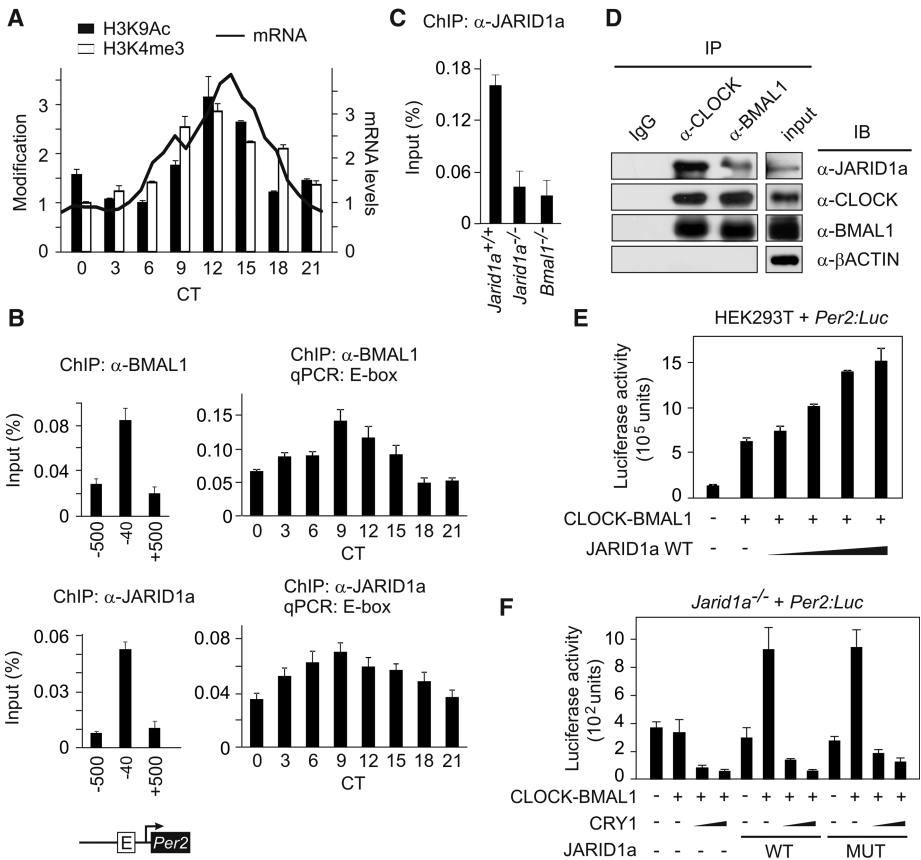 A
H3K9Ac
H3K4me3
mRNA
Modification
3
2
1
0
3
2
1
0
mRNA levels
0 3 6 9 12 15 18 21
CT
B
ChIP: α-BMAL1
Input (%)
0.08
0.04
0
-500 -40 +500
ChIP: α-BMAL1
qPCR: E-box
0.15
0.10
0.05
0.00
0 3 6 9 12 15 18 21
CT
ChIP: α-JARID1a
Input (%)
0.06
0.03
0
-500 -40 +500
ChIP: α-JARID1a
qPCR: E-box
0.08
0.04
0.00
0 3 6 9 12 15 18 21
CT
E Per2
C
ChIP: α-JARID1a
Input (%)
0.18
0.12
0.06
0
Jarid1a+/+ Jarid1a-/- Bmal1-/-
D
IP
IgG α-CLOCK α-BMAL1 input
IB
α-JARID1a
α-CLOCK
α-BMAL1
α-βACTIN
E
HEK293T + Per2:Luc
Luciferase activity
(10⁵ units)
15
10
5
0
CLOCK-BMAL1 - + + + + +
JARID1a WT - -
F
Jarid1a-/- + Per2:Luc
Luciferase activity
(10² units)
10
8
6
4
2
0
CLOCK-BMAL1 - + + + - + + + - + + +
CRY1 - - - - - -
JARID1a - - - - WT MUT